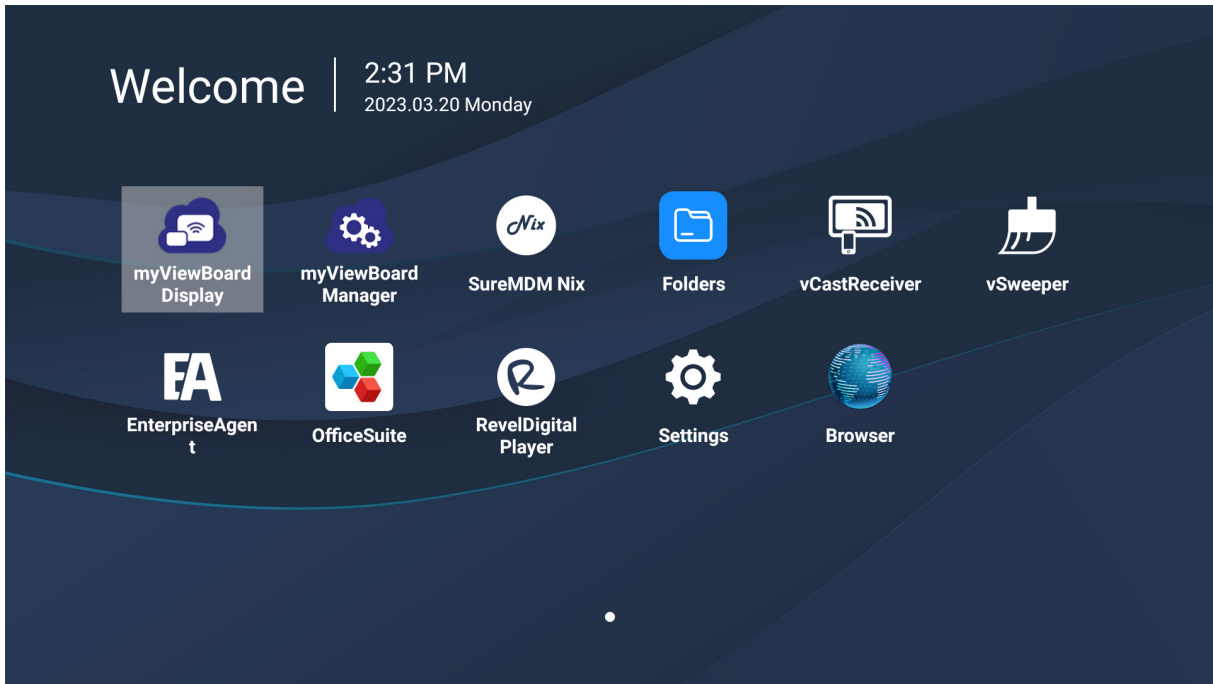 Welcome
2:31 PM
2023.03.20 Monday
myViewBoard
Display
myViewBoard
Manager
Nix
SureMDM Nix
Folders
vCastReceiver
vSweeper
EA
EnterpriseAgen
t
OfficeSuite
R
RevelDigital
Player
Settings
Browser